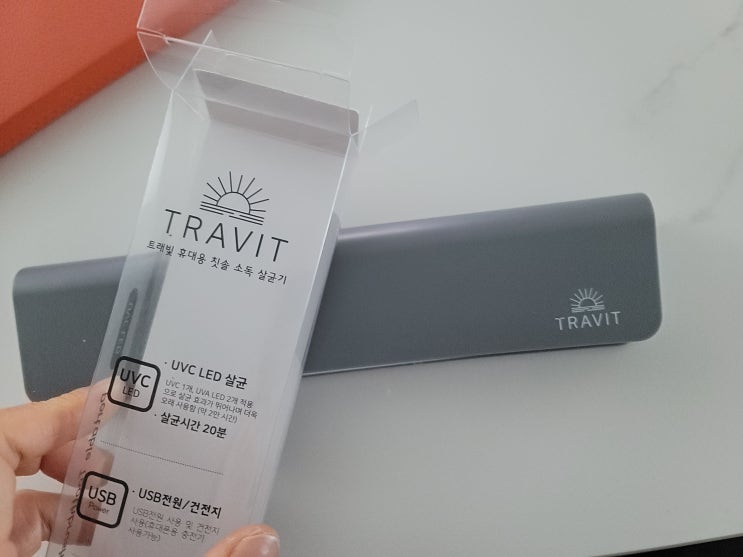 TRAVIT
트래빛 휴대용 칫솔 소독 살균기
UVC
LED
· UVC LED 살균
UVC 1개, UVA LED 2개 적용
으로 살균 효과가 뛰어나며 더욱
오래 사용함 (약 2만 시간)
· 살균시간 20분
USB
Power
· USB전원/건전지
USB전원 사용 및 건전지
사용(휴대폰용 충전기
사용가능)
portable
TRAVIT